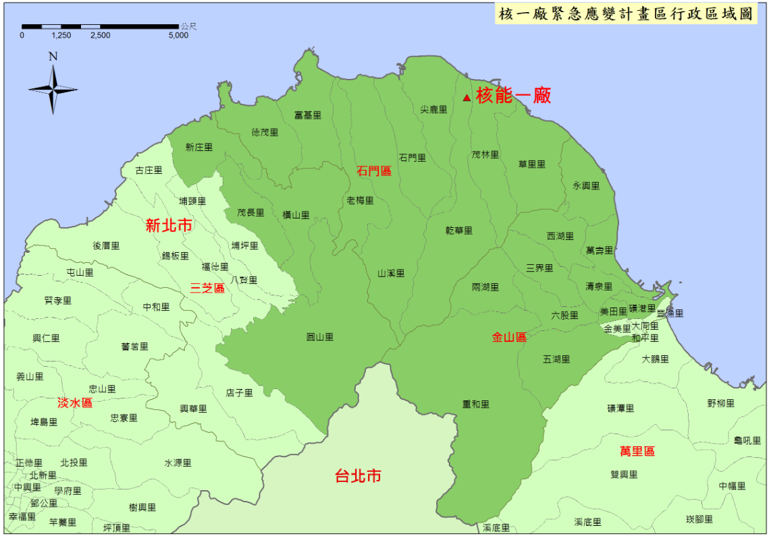 核一廠緊急應變計畫區行政區域圖
公尺
0 1,250 2,500 5,000
N
核能一廠
尖鹿里
富基里
德茂里
新庄里
石門里
茂林里
草里里
古庄里
石門區
永興里
埔頭里
老梅里
茂長里
橫山里
新北市
乾華里
西湖里
後厝里
埔坪里
萬壽里
錫板里
福德里
三界里
屯山里
山溪里
八賢里
三芝區
兩湖里
清泉里
賢孝里
中和里
六股里
美田里
磺港里
豐漁里
金美里
大同里
和平里
興仁里
圓山里
金山區
蕃薯里
五湖里
大鵬里
義山里
忠山里
店子里
淡水區
興華里
重和里
磺潭里
野柳里
埤島里
忠寮里
龜吼里
萬里區
正德里
北投里
水源里
台北市
雙興里
北新里
中興里
學府里
中幅里
鄧公里
樹興里
幸福里
竿蓁里
坪頂里
溪底里
溪底里
崁腳里